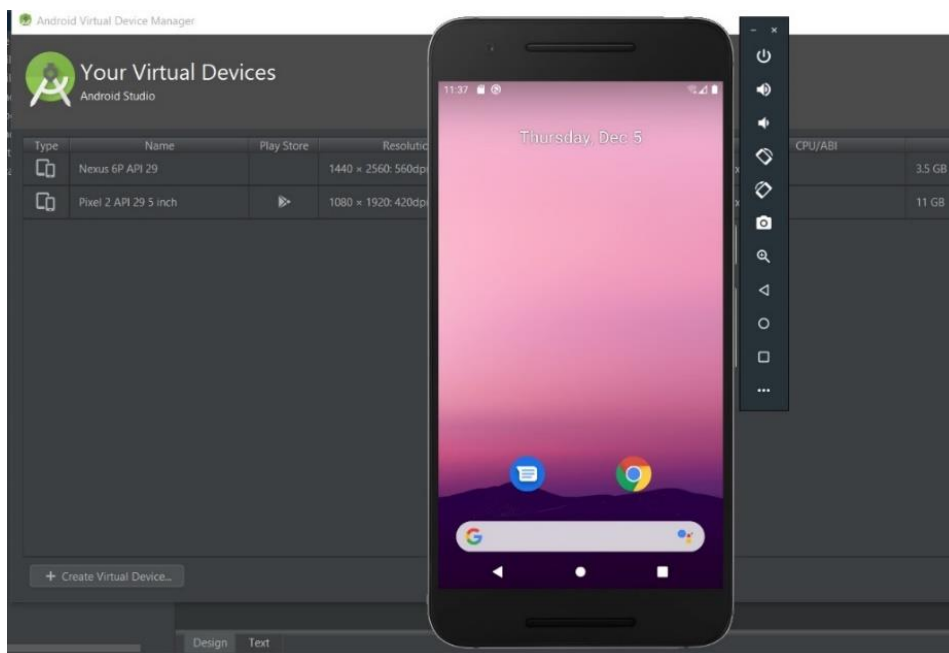 Android Virtual Device Manager
Your Virtual Devices
Android Studio
Type Name Play Store Resolutio CPU/ABI
Nexus 6P API 29 1440 × 2560: 560dp 3.5 GB
Pixel 2 API 29 5 inch 1080 × 1920: 420dp 11 GB
+ Create Virtual Device...
Design Text
11:37
Thursday, Dec 5